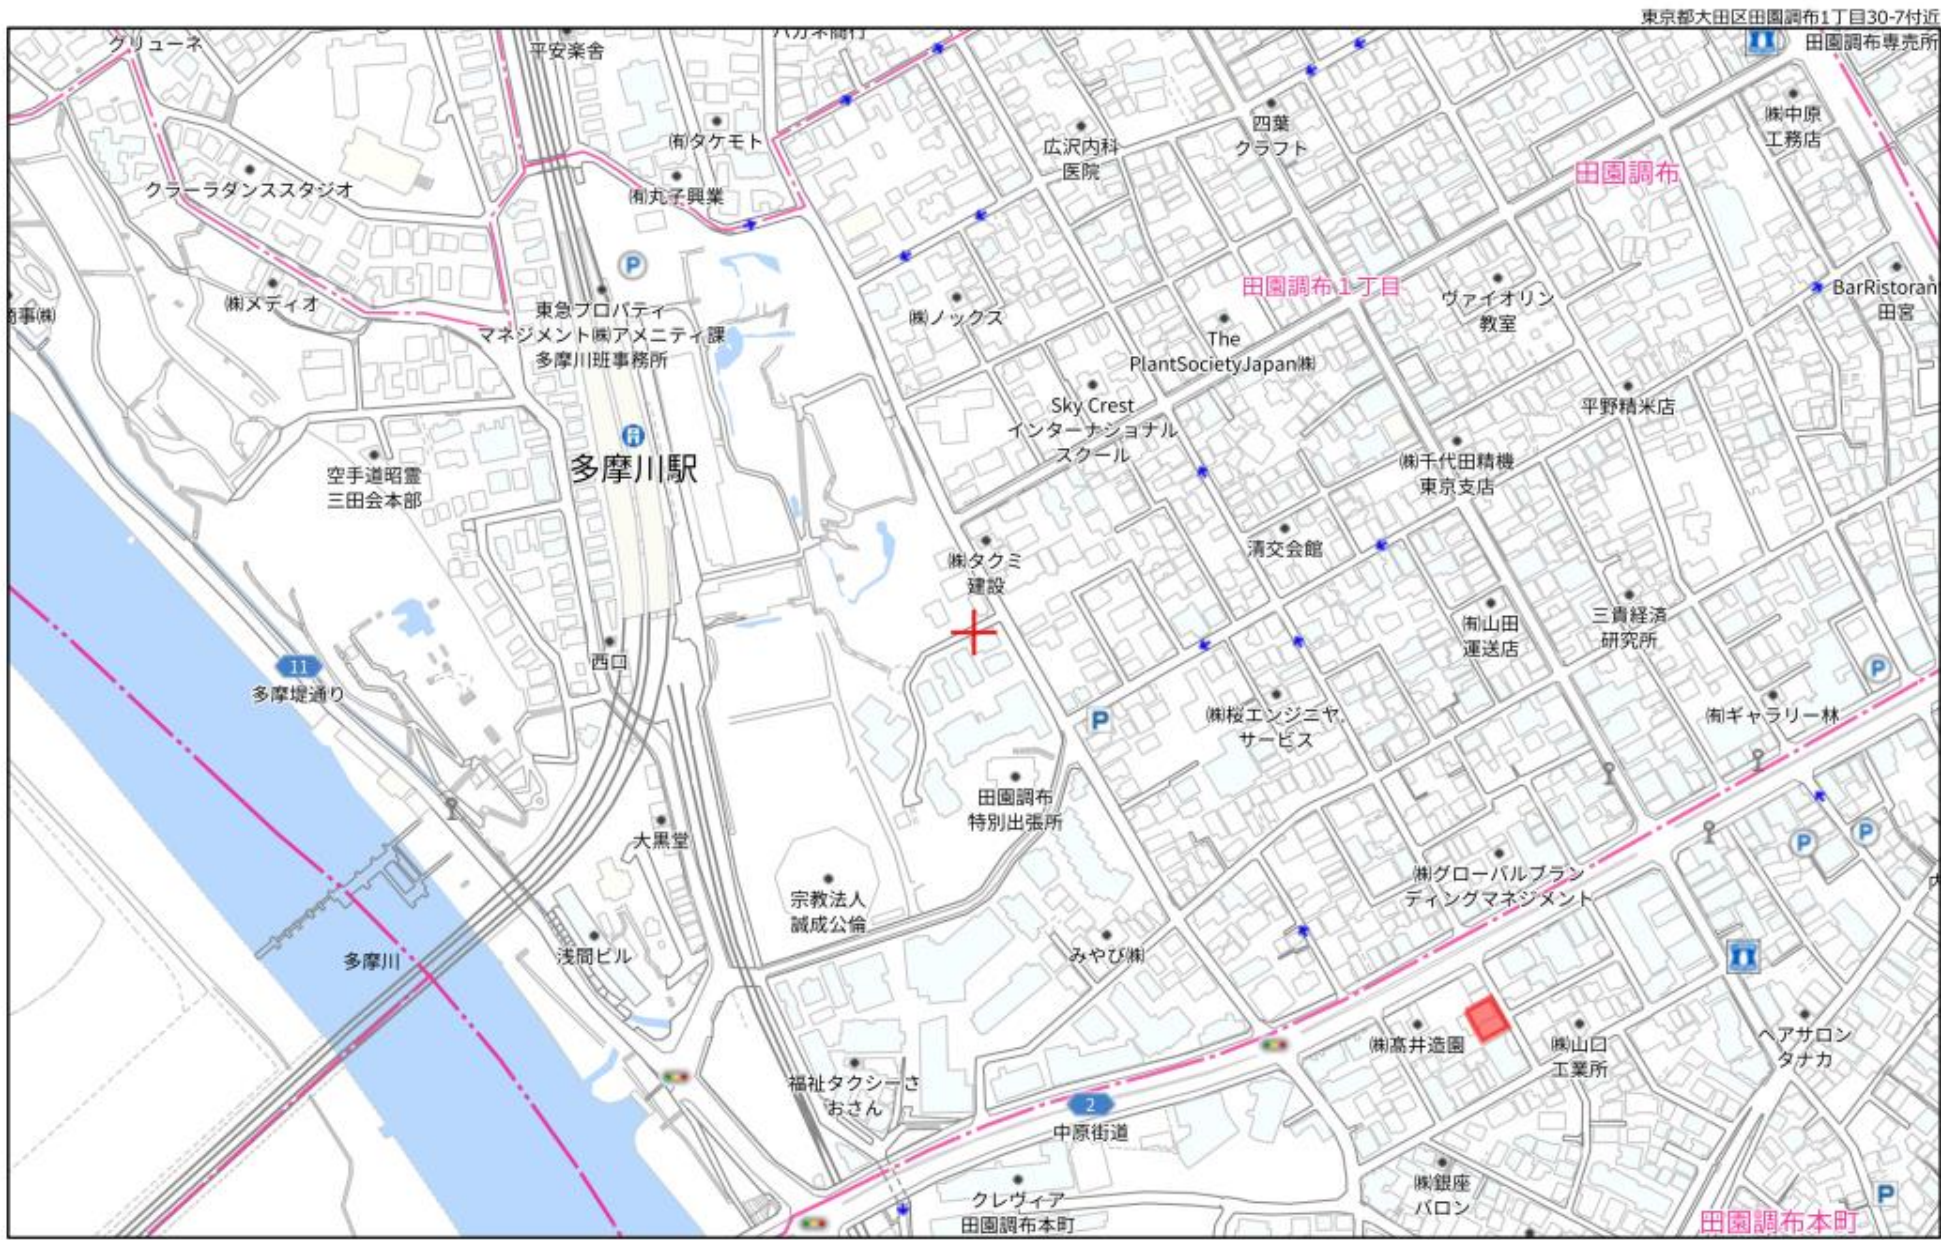 東京都大田区田園調布1丁目30-7付近
グリューネ
平安楽舎
田園調布専売所
㈲タケモト
広沢内科
医院
四葉
クラフト
㈱中原
工務店
田園調布
クラーラダンススタジオ
㈲丸子興業
P
㈱メディオ
東急プロパティ
マネジメント㈱アメニティ課
多摩川班事務所
㈱ノックス
田園調布1丁目
The
PlantSocietyJapan㈱
ヴァイオリン
教室
BarRistoran
田宮
商事㈱
Sky Crest
インターナショナル
スクール
平野精米店
多摩川駅
空手道昭霊
三田会本部
㈱千代田精機
東京支店
㈱タクミ
建設
清交会館
㈲山田
運送店
三貴経済
研究所
西口
11
多摩堤通り
P
P
㈱桜エンジニヤ
サービス
㈲ギャラリー林
田園調布
特別出張所
大黒堂
P
P
宗教法人
誠成公倫
㈱グローバルブラン
ディングマネジメント
多摩川
浅間ビル
みやび㈱
㈱髙井造園
㈱山口
工業所
ヘアサロン
タナカ
福祉タクシーさ
おさん
2
中原街道
クレヴィア
田園調布本町
㈱銀座
バロン
P
田園調布本町